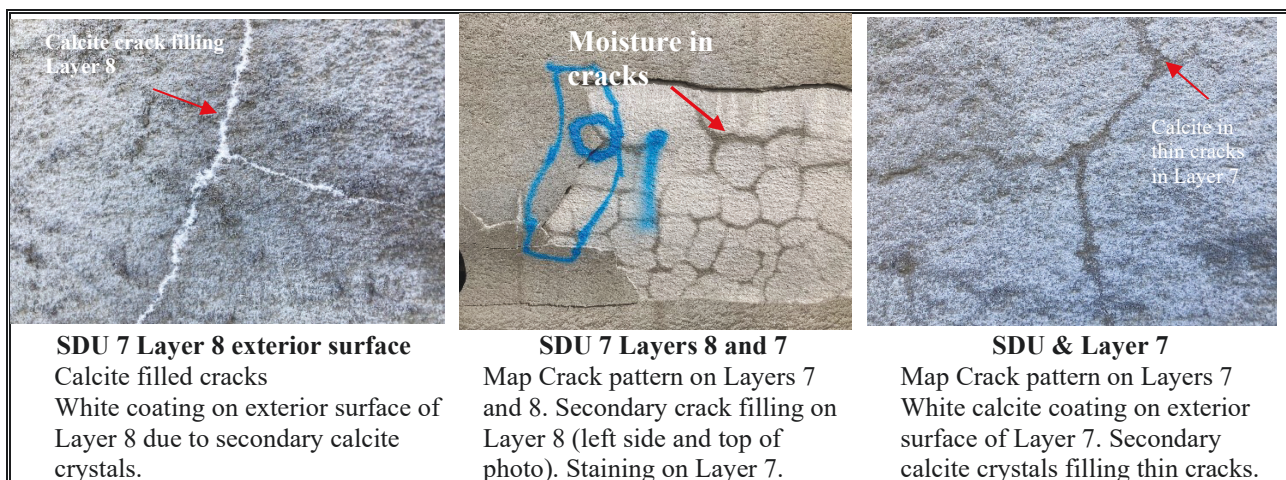 Calcite crack filling
Layer 8
Moisture in
cracks
Calcite in
thin cracks
in Layer 7
SDU 7 Layer 8 exterior surface
Calcite filled cracks
White coating on exterior surface of
Layer 8 due to secondary calcite
crystals.
SDU 7 Layers 8 and 7
Map Crack pattern on Layers 7
and 8. Secondary crack filling on
Layer 8 (left side and top of
photo). Staining on Layer 7.
SDU & Layer 7
Map Crack pattern on Layers 7
White calcite coating on exterior
surface of Layer 7. Secondary
calcite crystals filling thin cracks.